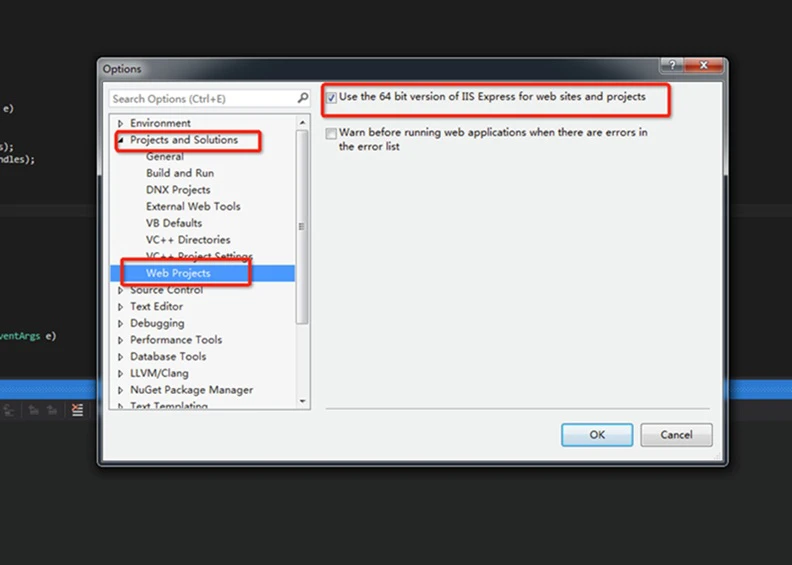 Options
Search Options (Ctrl+E)
Environment
Projects and Solutions
General
Build and Run
DNX Projects
External Web Tools
VB Defaults
VC++ Directories
VC++ Project Settings
Web Projects
Source Control
Text Editor
Debugging
Performance Tools
Database Tools
LLVM/Clang
NuGet Package Manager
Text Templating
Use the 64 bit version of IIS Express for web sites and projects
Warn before running web applications when there are errors in
the error list
OK
Cancel
e)
s);
ndles);
ventArgs e)